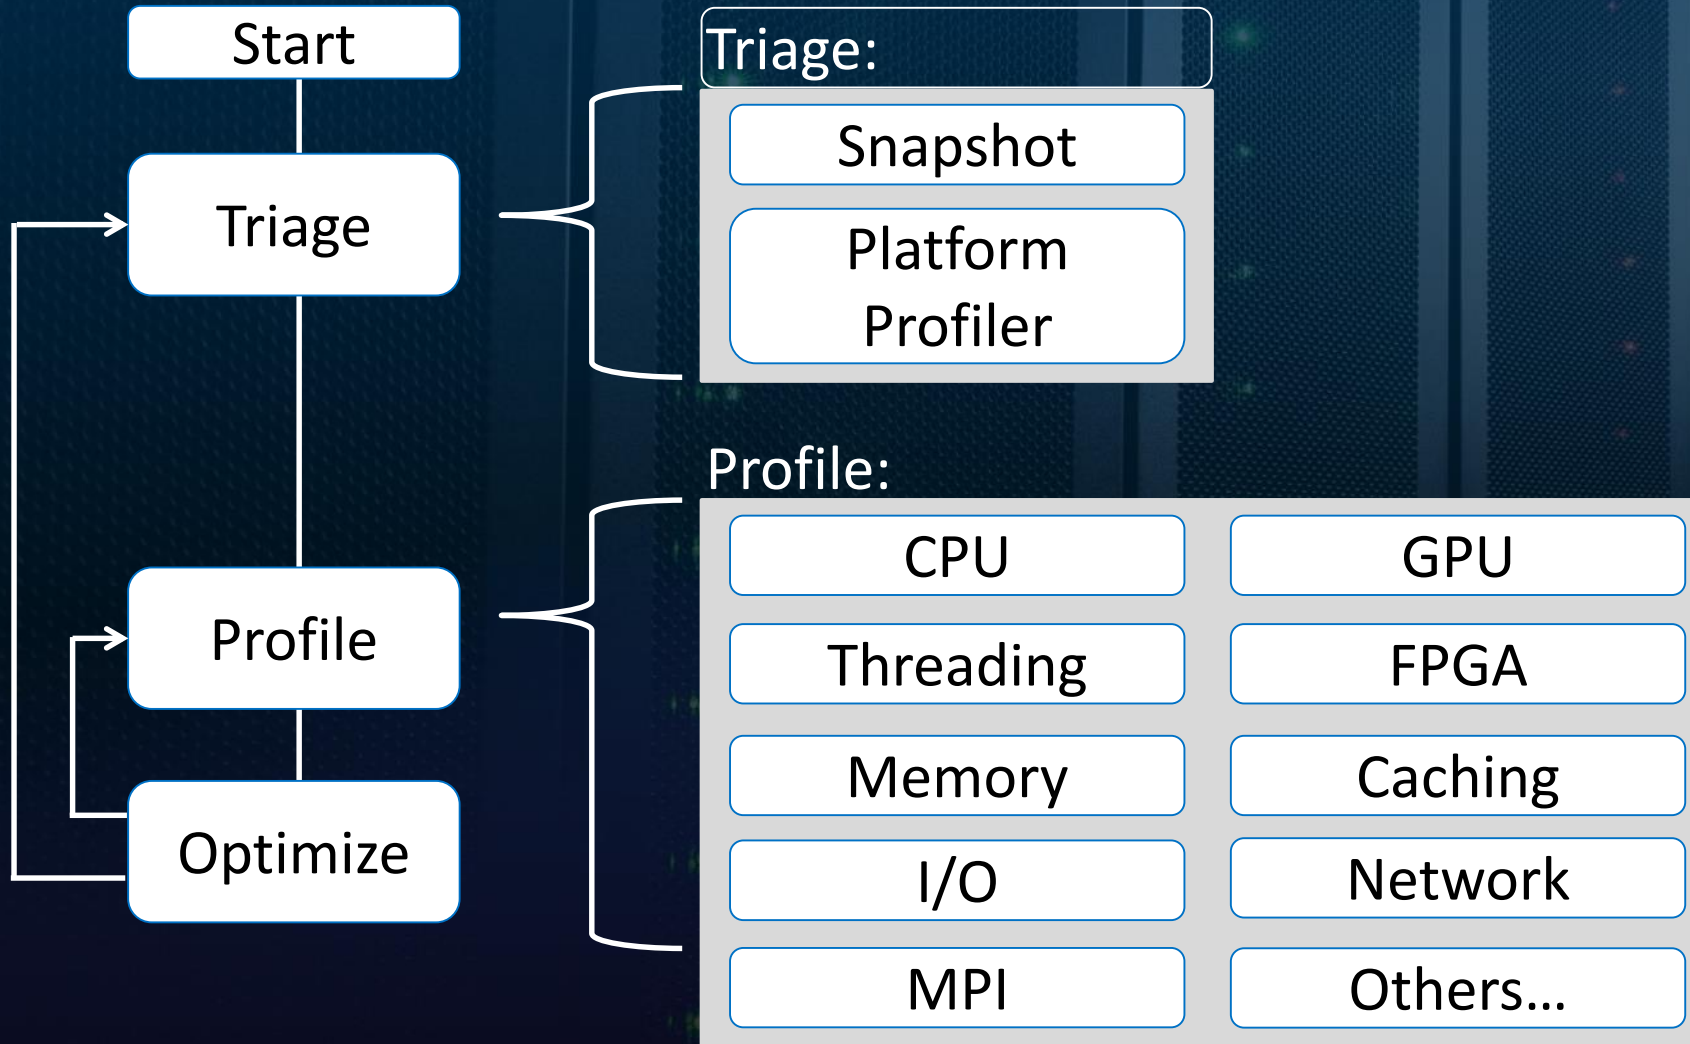 Start
Triage
Profile
Optimize
Triage:
Snapshot
Platform
Profiler
Profile:
CPU
GPU
Threading
FPGA
Memory
Caching
I/O
Network
MPI
Others...